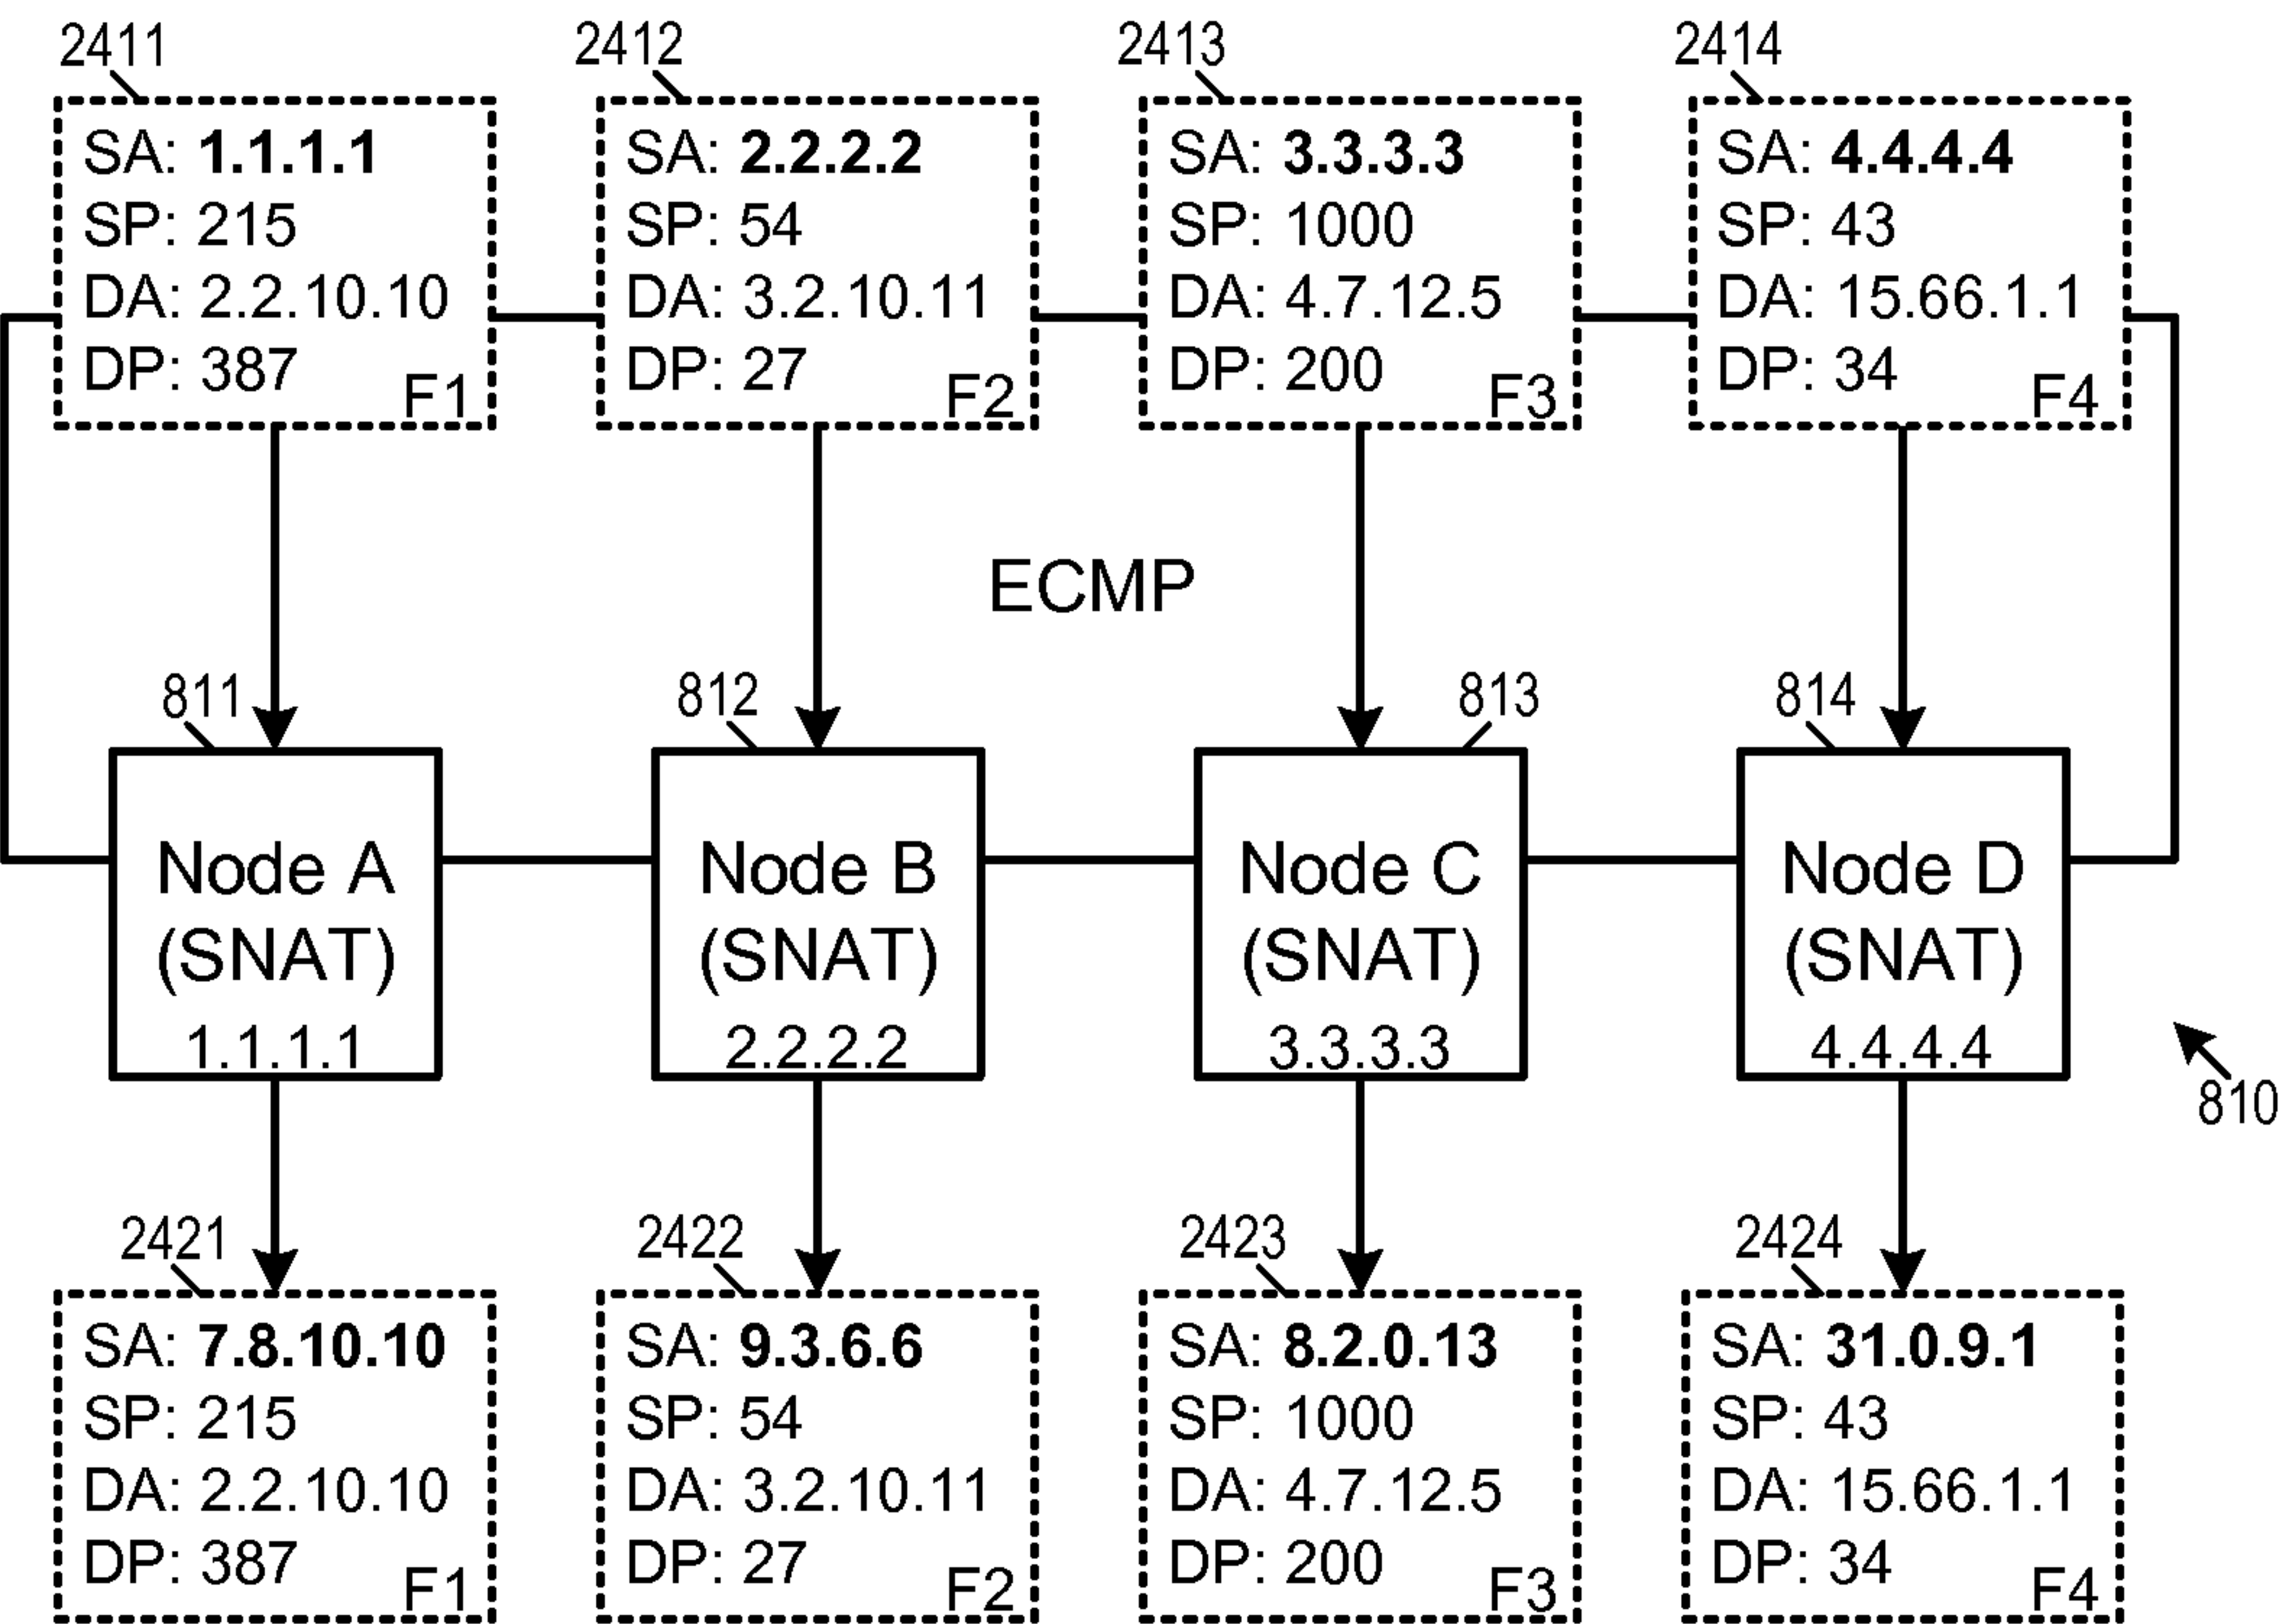 2411
SA: 1.1.1.1
SP: 215
DA: 2.2.10.10
DP: 387
F1
2412
SA: 2.2.2.2
SP: 54
DA: 3.2.10.11
DP: 27
F2
2413
SA: 3.3.3.3
SP: 1000
DA: 4.7.12.5
DP: 200
F3
2414
SA: 4.4.4.4
SP: 43
DA: 15.66.1.1
DP: 34
F4
ECMP
811
Node A
(SNAT)
1.1.1.1
812
Node B
(SNAT)
2.2.2.2
813
Node C
(SNAT)
3.3.3.3
814
Node D
(SNAT)
4.4.4.4
810
2421
SA: 7.8.10.10
SP: 215
DA: 2.2.10.10
DP: 387
F1
2422
SA: 9.3.6.6
SP: 54
DA: 3.2.10.11
DP: 27
F2
2423
SA: 8.2.0.13
SP: 1000
DA: 4.7.12.5
DP: 200
F3
2424
SA: 31.0.9.1
SP: 43
DA: 15.66.1.1
DP: 34
F4